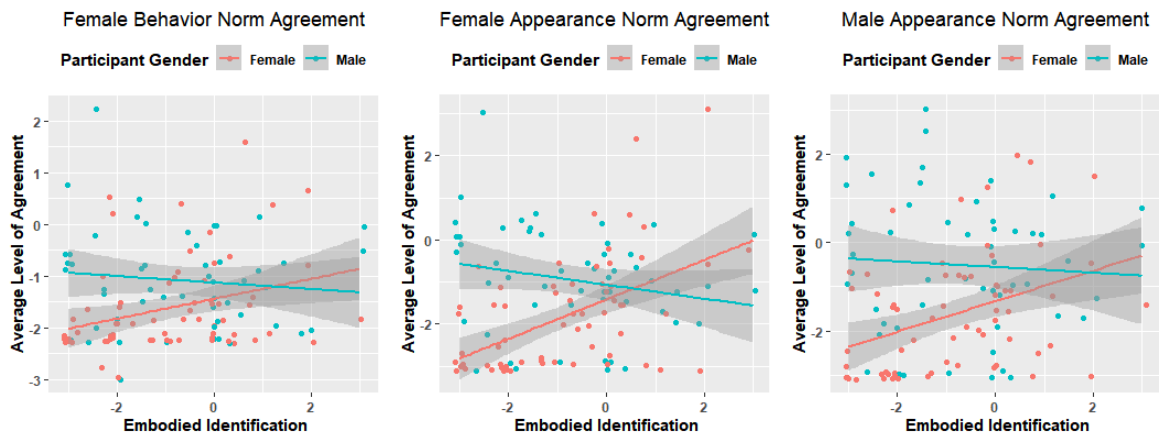 Female Behavior Norm Agreement
Participant Gender Female Male
Average Level of Agreement
2
1
0
-1
-2
-3
-2 0 2
Embodied Identification
Female Appearance Norm Agreement
Participant Gender Female Male
Average Level of Agreement
2
0
-2
-2 0 2
Embodied Identification
Male Appearance Norm Agreement
Participant Gender Female Male
Average Level of Agreement
2
0
-2
-2 0 2
Embodied Identification